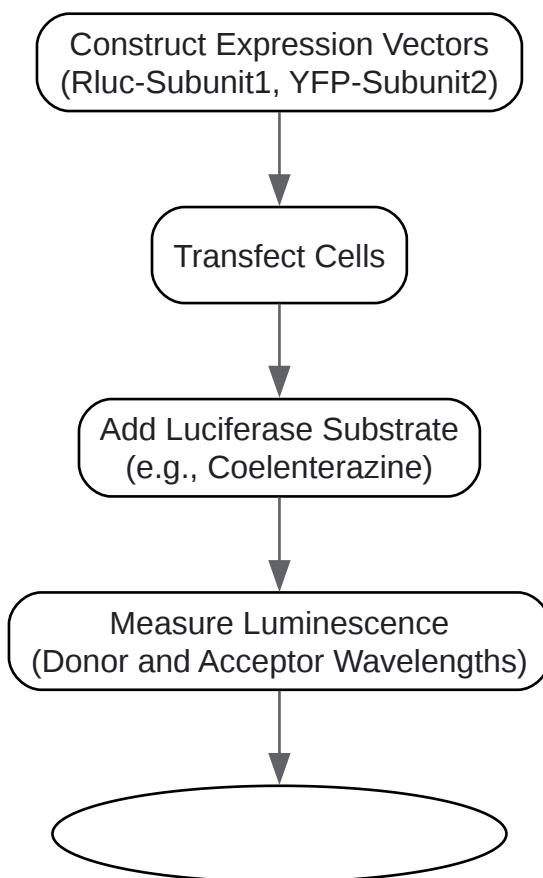 Construct Expression Vectors
(Rluc-Subunit1, YFP-Subunit2)
Transfect Cells
Add Luciferase Substrate
(e.g., Coelenterazine)
Measure Luminescence
(Donor and Acceptor Wavelengths)